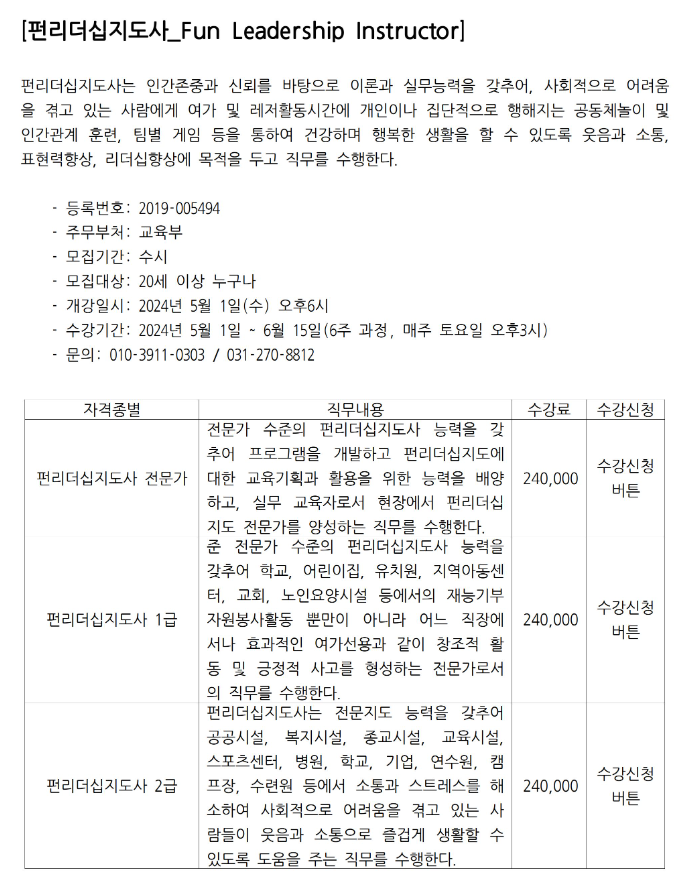 [펀리더십지도사_Fun Leadership Instructor]
펀리더십지도사는 인간존중과 신뢰를 바탕으로 이론과 실무능력을 갖추어, 사회적으로 어려움
을 겪고 있는 사람에게 여가 및 레저활동시간에 개인이나 집단적으로 행해지는 공동체놀이 및
인간관계 훈련, 팀별 게임 등을 통하여 건강하며 행복한 생활을 할 수 있도록 웃음과 소통,
표현력향상, 리더십향상에 목적을 두고 직무를 수행한다.
- 등록번호: 2019-005494
- 주무부처: 교육부
- 모집기간: 수시
- 모집대상: 20세 이상 누구나
- 개강일시: 2024년 5월 1일(수) 오후6시
- 수강기간: 2024년 5월 1일 ~ 6월 15일(6주 과정, 매주 토요일 오후3시)
- 문의: 010-3911-0303 / 031-270-8812
자격종별 직무내용 수강료 수강신청
전문가 수준의 펀리더십지도사 능력을 갖
추어 프로그램을 개발하고 펀리더십지도에
펀리더십지도사 전문가 대한 교육기획과 활용을 위한 능력을 배양 240,000 수강신청
하고, 실무 교육자로서 현장에서 펀리더십 버튼
지도 전문가를 양성하는 직무를 수행한다.
준 전문가 수준의 펀리더십지도사 능력을
갖추어 학교, 어린이집, 유치원, 지역아동센
터, 교회, 노인요양시설 등에서의 재능기부
펀리더십지도사 1급 자원봉사활동 뿐만이 아니라 어느 직장에 240,000 수강신청
서나 효과적인 여가선용과 같이 창조적 활 버튼
동 및 긍정적 사고를 형성하는 전문가로서
의 직무를 수행한다.
펀리더십지도사는 전문지도 능력을 갖추어
공공시설, 복지시설, 종교시설, 교육시설,
스포츠센터, 병원, 학교, 기업, 연수원, 캠
펀리더십지도사 2급 프장, 수련원 등에서 소통과 스트레스를 해 240,000 수강신청
소하여 사회적으로 어려움을 겪고 있는 사 버튼
람들이 웃음과 소통으로 즐겁게 생활할 수
있도록 도움을 주는 직무를 수행한다.